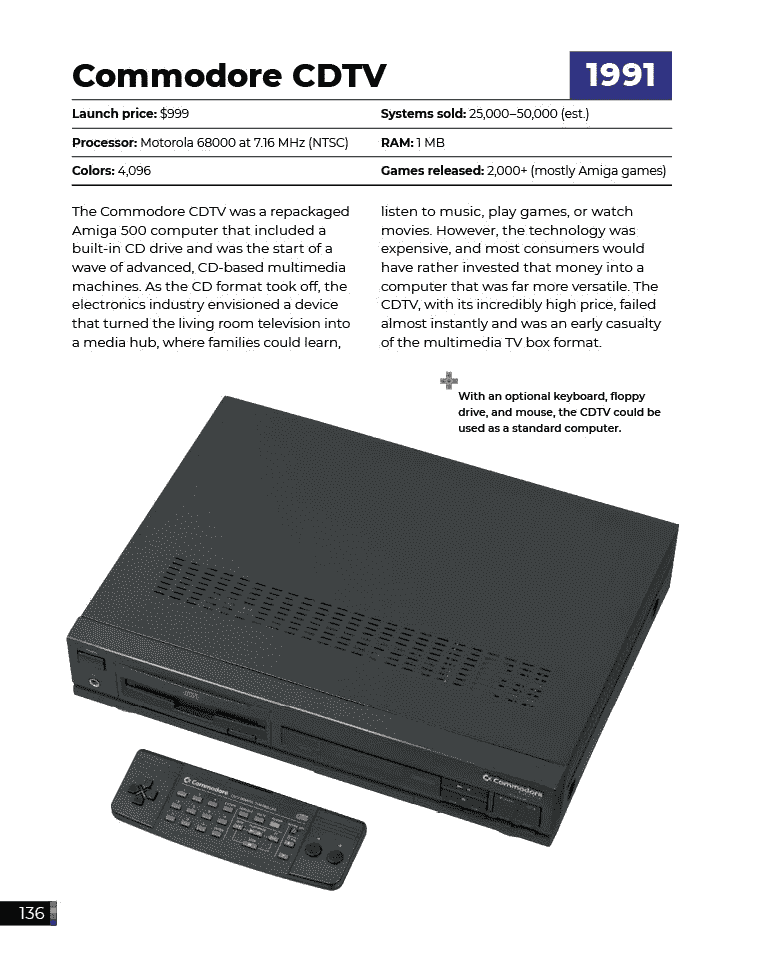 Commodore CDTV
1991
Launch price: $999
Systems sold: 25,000–50,000 (est.)
Processor: Motorola 68000 at 7.16 MHz (NTSC)
RAM: 1 MB
Colors: 4,096
Games released: 2,000+ (mostly Amiga games)
The Commodore CDTV was a repackaged
Amiga 500 computer that included a
built-in CD drive and was the start of a
wave of advanced, CD-based multimedia
machines. As the CD format took off, the
electronics industry envisioned a device
that turned the living room television into
a media hub, where families could learn,
listen to music, play games, or watch
movies. However, the technology was
expensive, and most consumers would
have rather invested that money into a
computer that was far more versatile. The
CDTV, with its incredibly high price, failed
almost instantly and was an early casualty
of the multimedia TV box format.
With an optional keyboard, floppy
drive, and mouse, the CDTV could be
used as a standard computer.
Commodore
Commodore
136